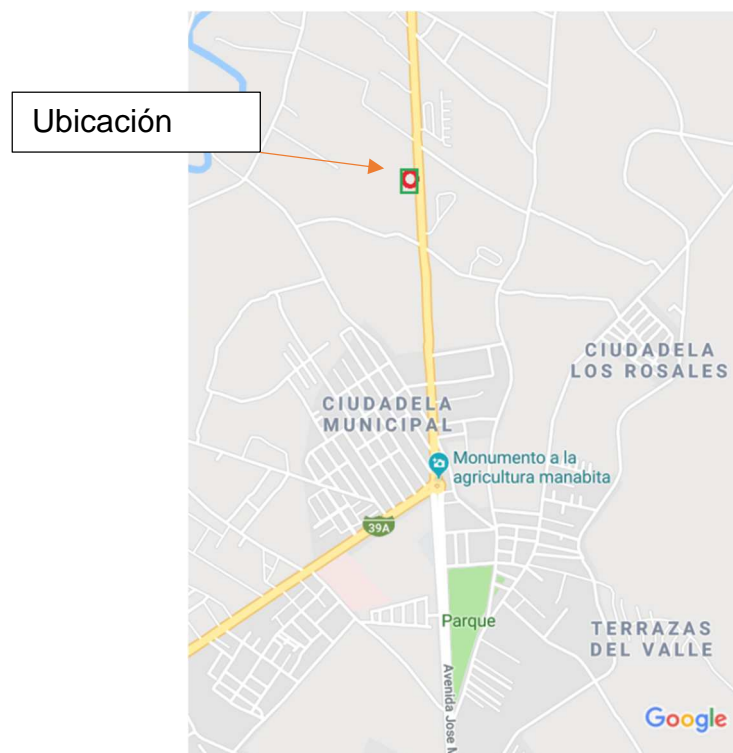 Ubicación
CIUDADELA
LOS ROSALES
CIUDADELA
MUNICIPAL
Monumento a la
agricultura manabita
39A
Parque
TERRAZAS
DEL VALLE
Avenida Jose M
Google